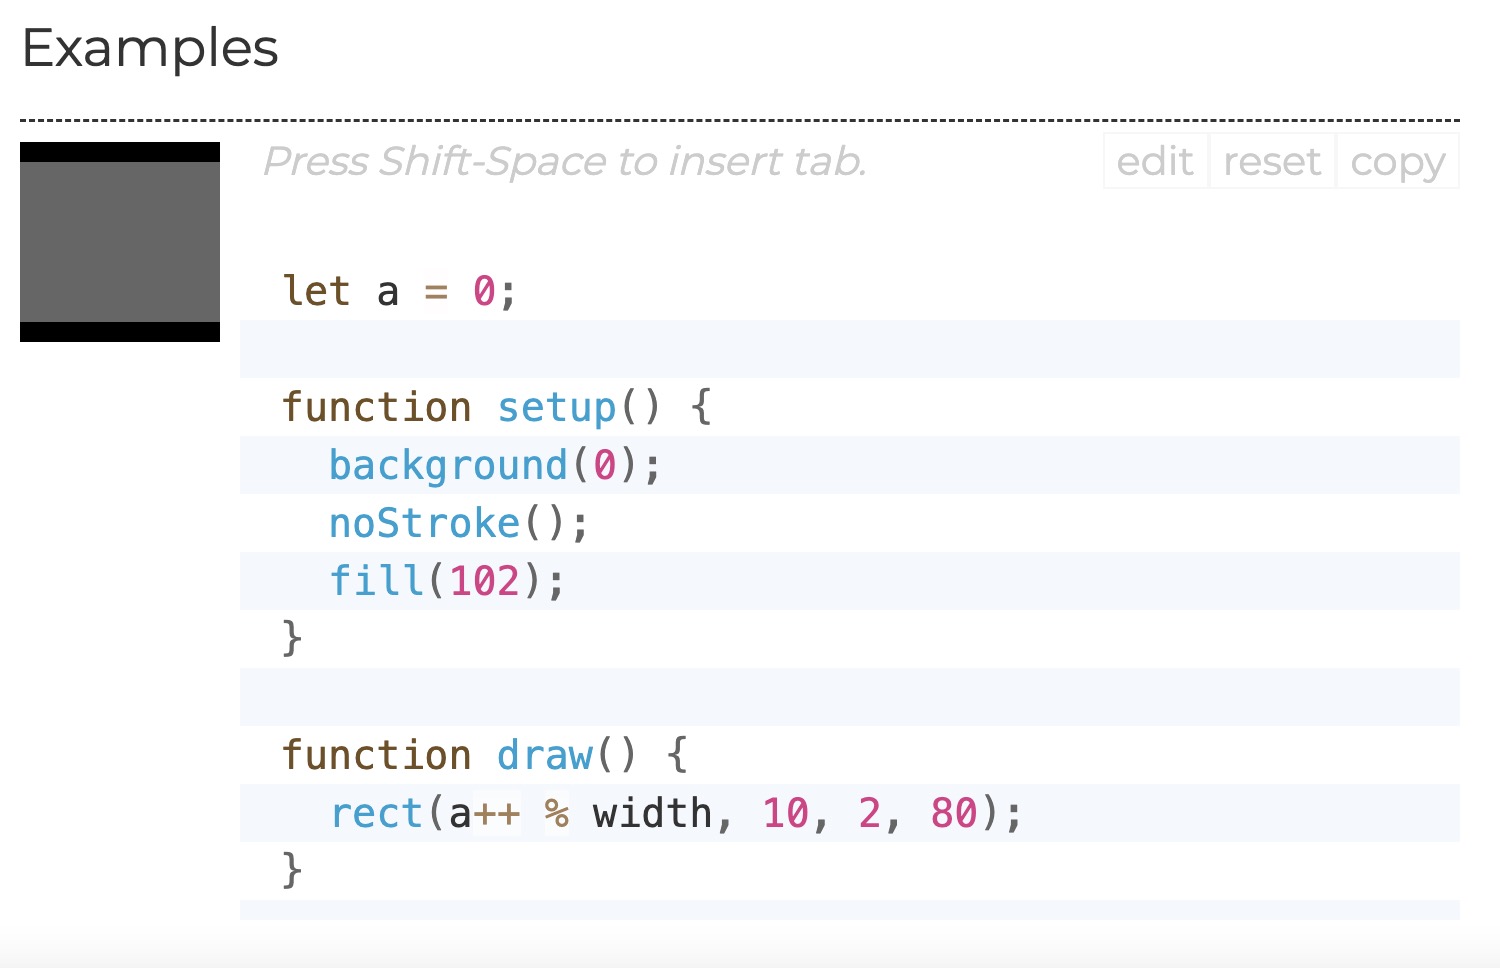 Examples
Press Shift-Space to insert tab.
edit reset copy
let a = 0;
function setup() {
  background(0);
  noStroke();
  fill(102);
}
function draw() {
  rect(a++ % width, 10, 2, 80);
}